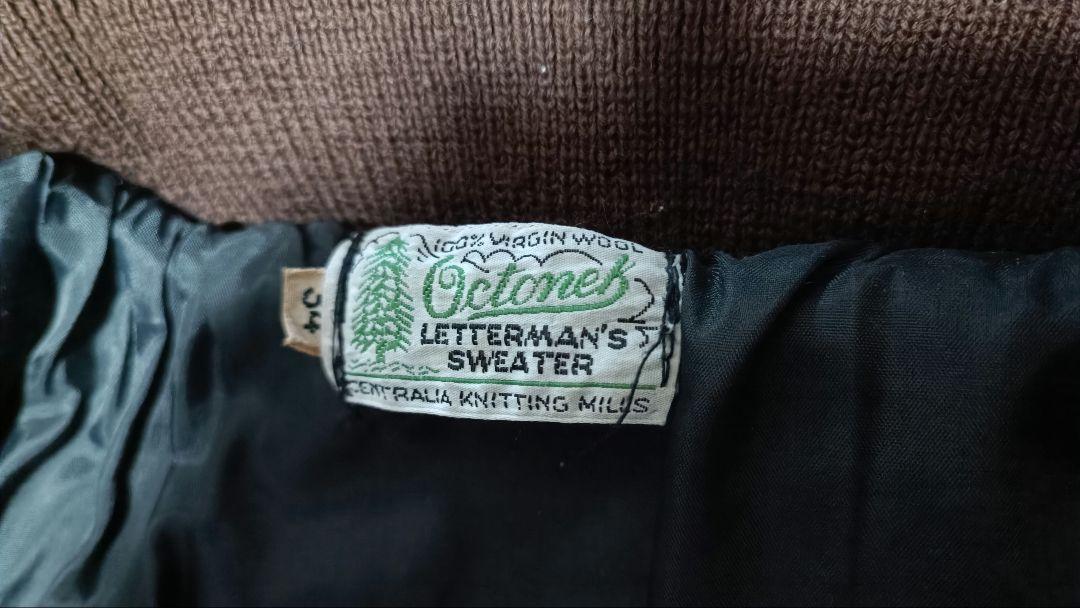 100% VIRGIN WOOL
Octonek
LETTERMAN'S
SWEATER
CENTRALIA KNITTING MILLS
34